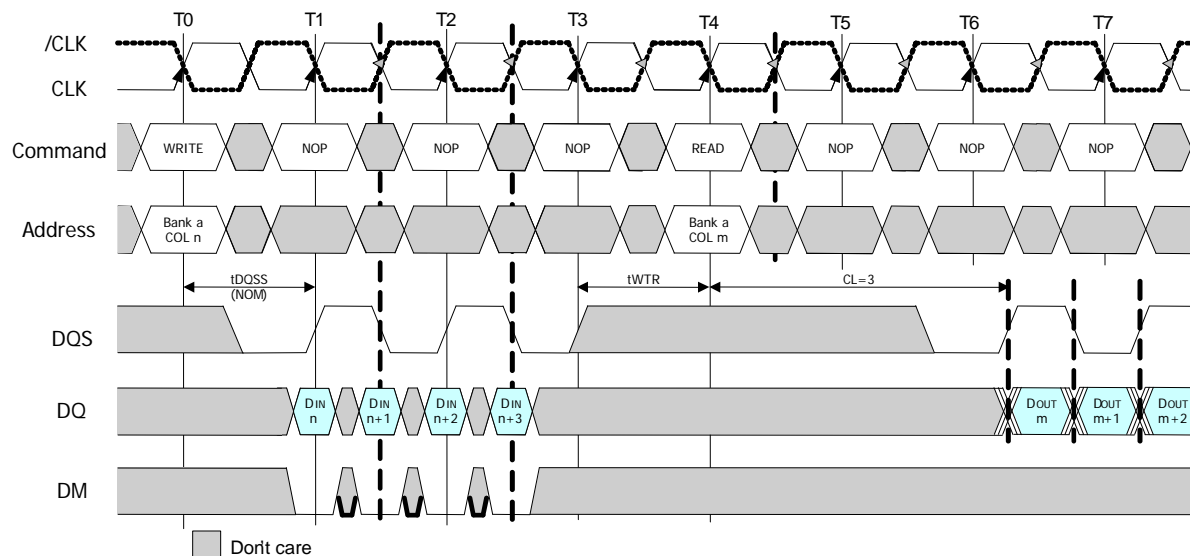 T0 T1 T2 T3 T4 T5 T6 T7
/CLK
CLK
Command WRITE NOP NOP NOP READ NOP NOP NOP
Address Bank a COL n Bank a COL m
tDQSS (NOM) tWTR CL=3
DQS
DQ DIN n DIN n+1 DIN n+2 DIN n+3 DOUT m DOUT m+1 DOUT m+2
DM
Don't care